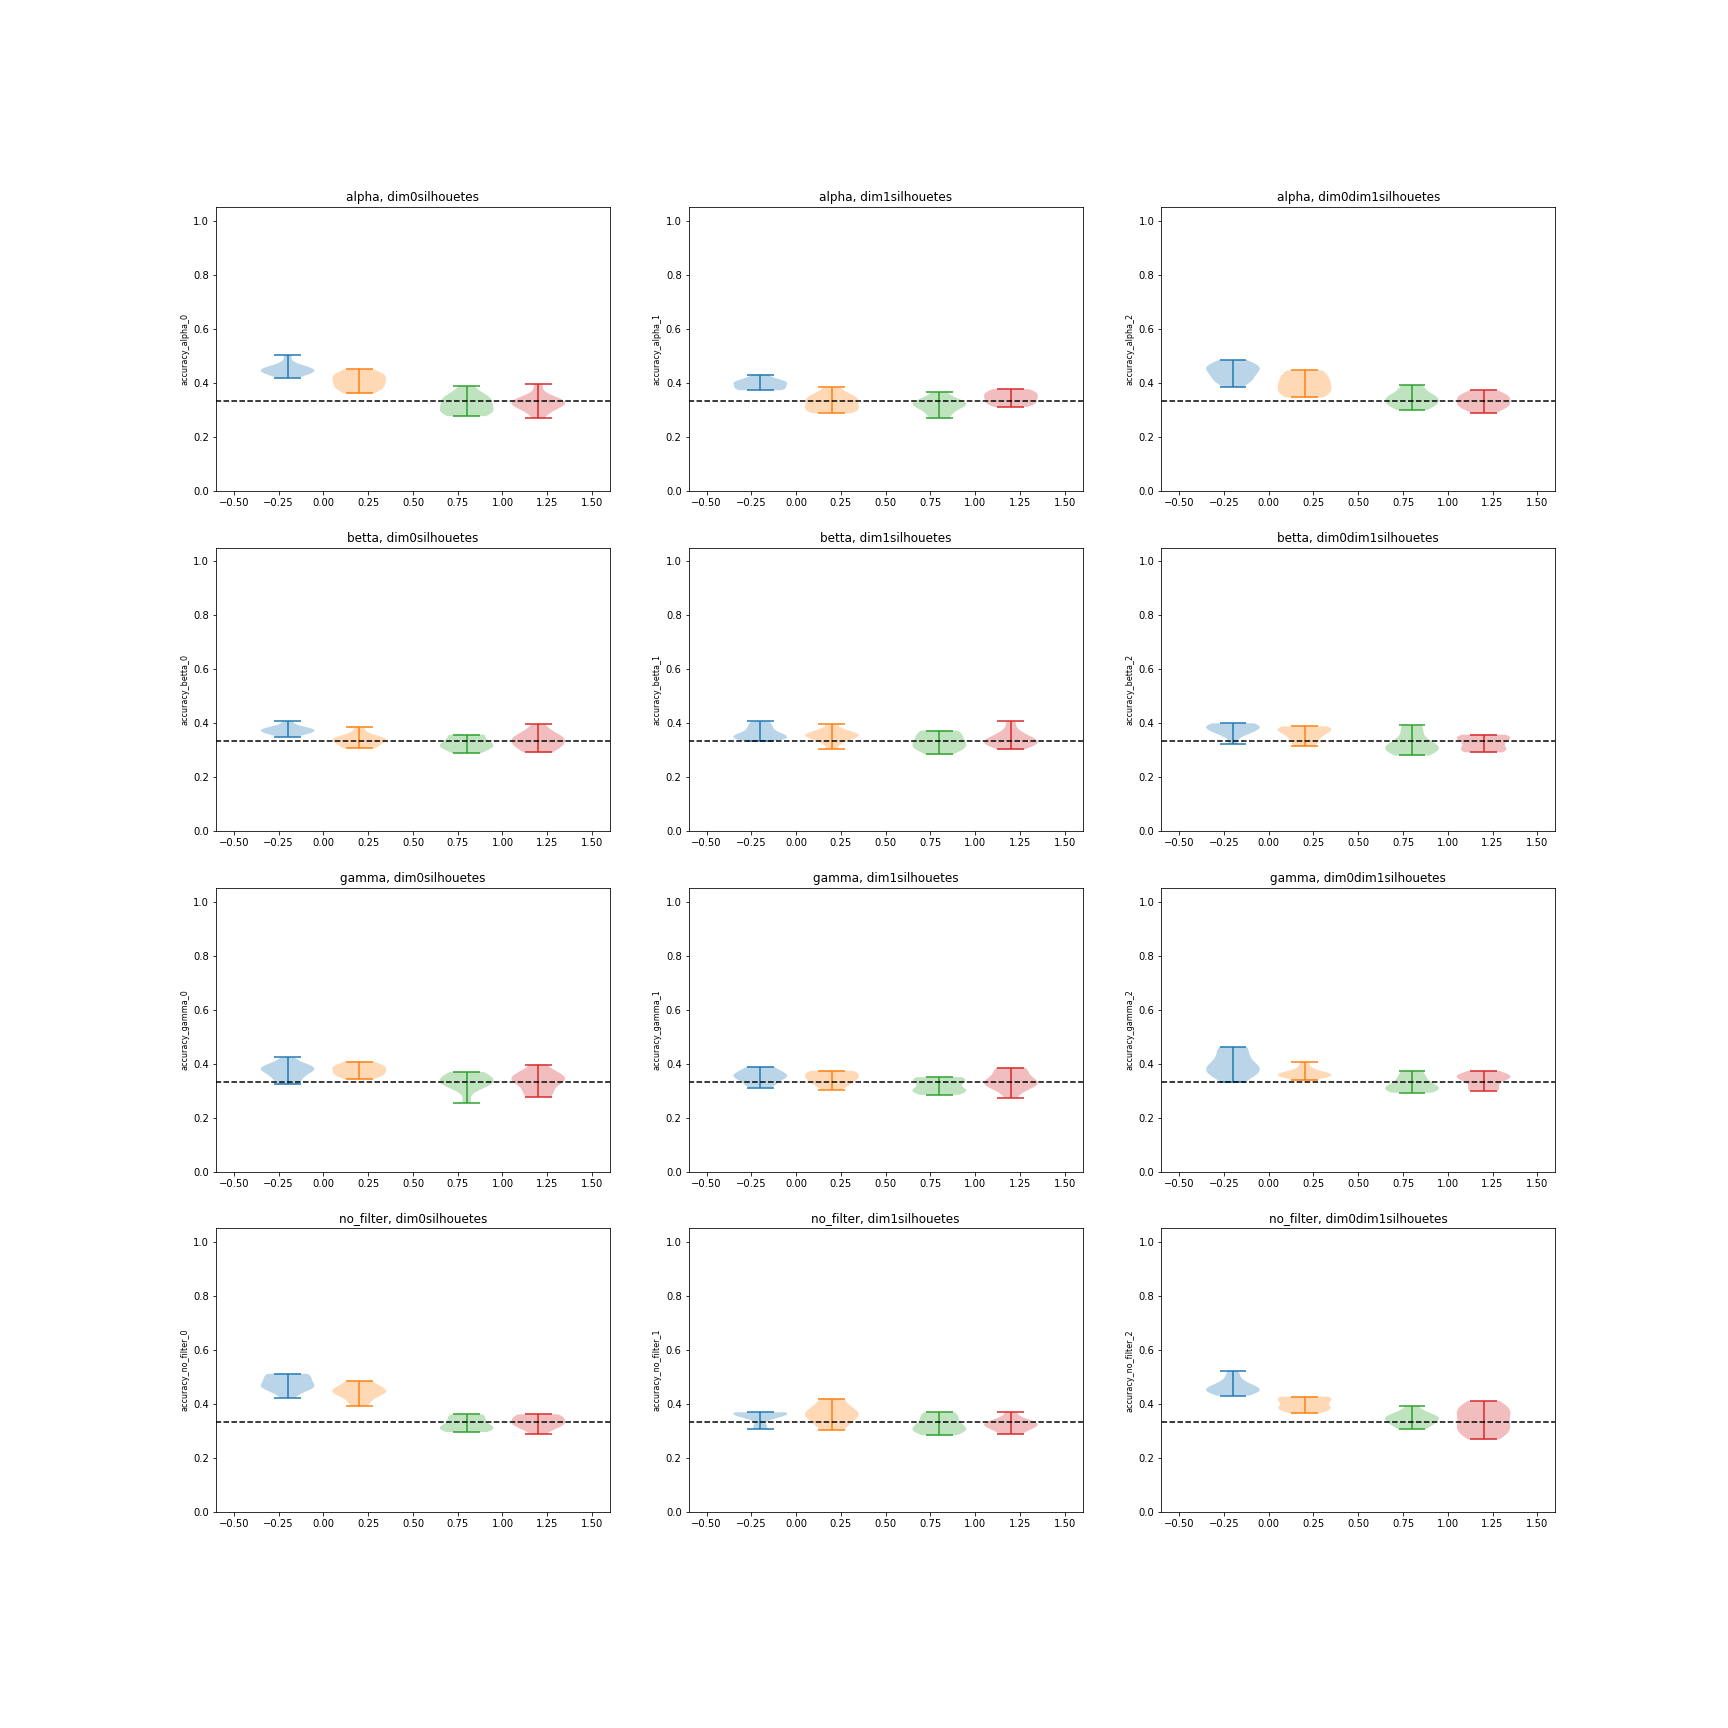 alpha, dim0silhouetes
1.0
0.8
0.6
0.4
0.2
0.0
accuracy_alpha_0
−0.50 −0.25 0.00 0.25 0.50 0.75 1.00 1.25 1.50
alpha, dim1silhouetes
1.0
0.8
0.6
0.4
0.2
0.0
accuracy_alpha_1
−0.50 −0.25 0.00 0.25 0.50 0.75 1.00 1.25 1.50
alpha, dim0dim1silhouetes
1.0
0.8
0.6
0.4
0.2
0.0
accuracy_alpha_2
−0.50 −0.25 0.00 0.25 0.50 0.75 1.00 1.25 1.50
betta, dim0silhouetes
1.0
0.8
0.6
0.4
0.2
0.0
accuracy_betta_0
−0.50 −0.25 0.00 0.25 0.50 0.75 1.00 1.25 1.50
betta, dim1silhouetes
1.0
0.8
0.6
0.4
0.2
0.0
accuracy_betta_1
−0.50 −0.25 0.00 0.25 0.50 0.75 1.00 1.25 1.50
betta, dim0dim1silhouetes
1.0
0.8
0.6
0.4
0.2
0.0
accuracy_betta_2
−0.50 −0.25 0.00 0.25 0.50 0.75 1.00 1.25 1.50
gamma, dim0silhouetes
1.0
0.8
0.6
0.4
0.2
0.0
accuracy_gamma_0
−0.50 −0.25 0.00 0.25 0.50 0.75 1.00 1.25 1.50
gamma, dim1silhouetes
1.0
0.8
0.6
0.4
0.2
0.0
accuracy_gamma_1
−0.50 −0.25 0.00 0.25 0.50 0.75 1.00 1.25 1.50
gamma, dim0dim1silhouetes
1.0
0.8
0.6
0.4
0.2
0.0
accuracy_gamma_2
−0.50 −0.25 0.00 0.25 0.50 0.75 1.00 1.25 1.50
no_filter, dim0silhouetes
1.0
0.8
0.6
0.4
0.2
0.0
accuracy_no_filter_0
−0.50 −0.25 0.00 0.25 0.50 0.75 1.00 1.25 1.50
no_filter, dim1silhouetes
1.0
0.8
0.6
0.4
0.2
0.0
accuracy_no_filter_1
−0.50 −0.25 0.00 0.25 0.50 0.75 1.00 1.25 1.50
no_filter, dim0dim1silhouetes
1.0
0.8
0.6
0.4
0.2
0.0
accuracy_no_filter_2
−0.50 −0.25 0.00 0.25 0.50 0.75 1.00 1.25 1.50